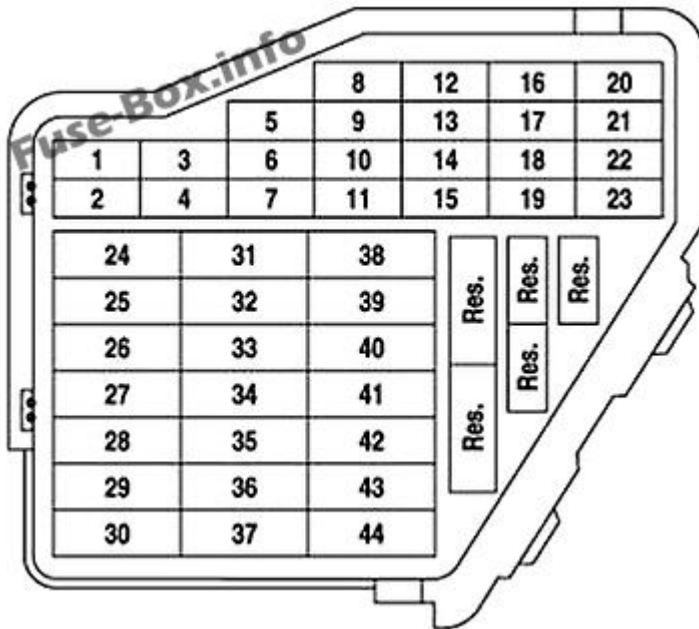 Fuse-Box.info
8 12 16 20
5 9 13 17 21
1 3 6 10 14 18 22
2 4 7 11 15 19 23
24 31 38
25 32 39
26 33 40
27 34 41
28 35 42
29 36 43
30 37 44
Res.
Res.
Res.
Res.
Res.